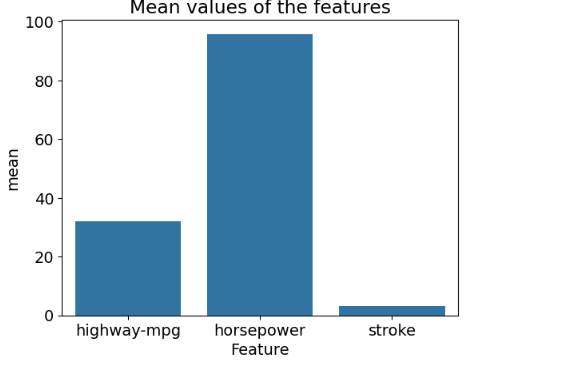 Mean values of the features
100
80
60
40
20
0
mean
highway-mpg horsepower stroke
Feature